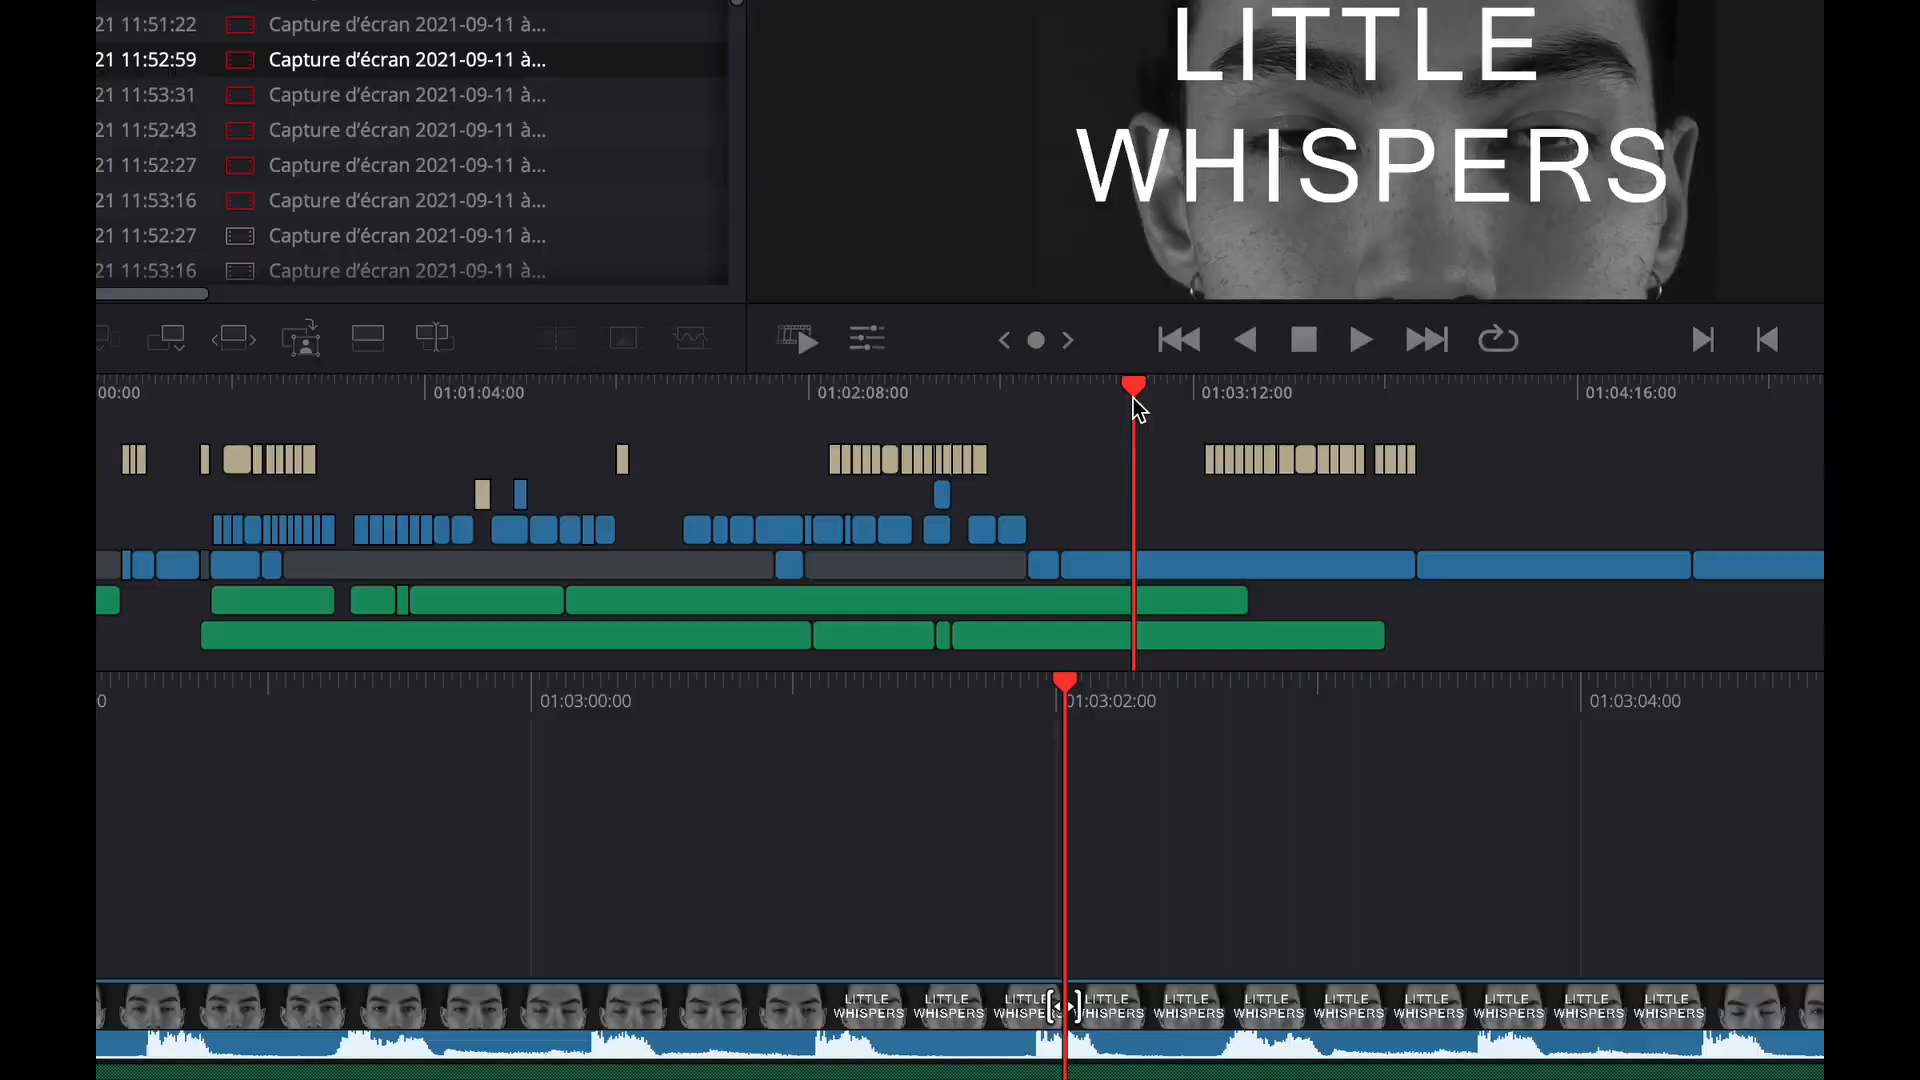 21 11:51:22 Capture d’écran 2021-09-11 à...
21 11:52:59 Capture d’écran 2021-09-11 à...
21 11:53:31 Capture d’écran 2021-09-11 à...
21 11:52:43 Capture d’écran 2021-09-11 à...
21 11:52:27 Capture d’écran 2021-09-11 à...
21 11:53:16 Capture d’écran 2021-09-11 à...
21 11:52:27 Capture d’écran 2021-09-11 à...
21 11:53:16 Capture d’écran 2021-09-11 à...
LITTLE
WHISPERS
00:00 01:01:04:00 01:02:08:00 01:03:12:00 01:04:16:00
0 01:03:00:00 01:03:02:00 01:03:04:00
LITTLE LITTLE LITTLE LITTLE LITTLE LITTLE LITTLE LITTLE LITTLE LITTLE LITTLE
WHISPERS WHISPERS WHISPERS WHISPERS WHISPERS WHISPERS WHISPERS WHISPERS WHISPERS WHISPERS